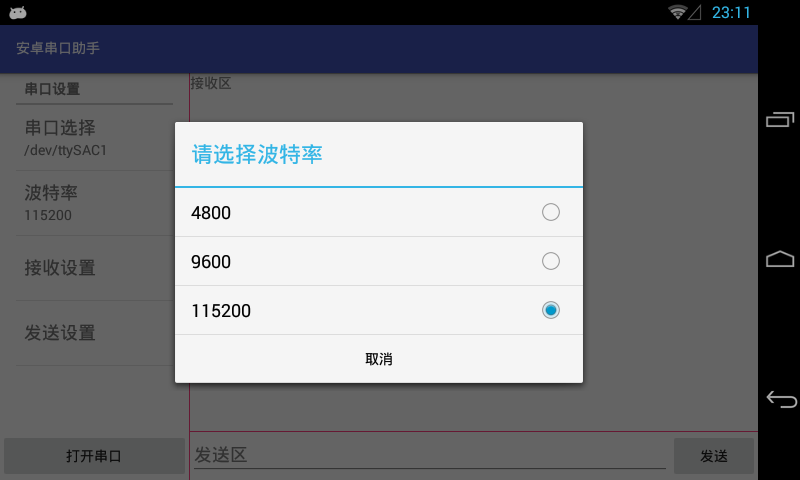 23:11
安卓串口助手
串口设置
串口选择
/dev/ttySAC1
波特率
115200
接收设置
发送设置
打开串口
接收区
请选择波特率
4800
9600
115200
取消
发送区
发送